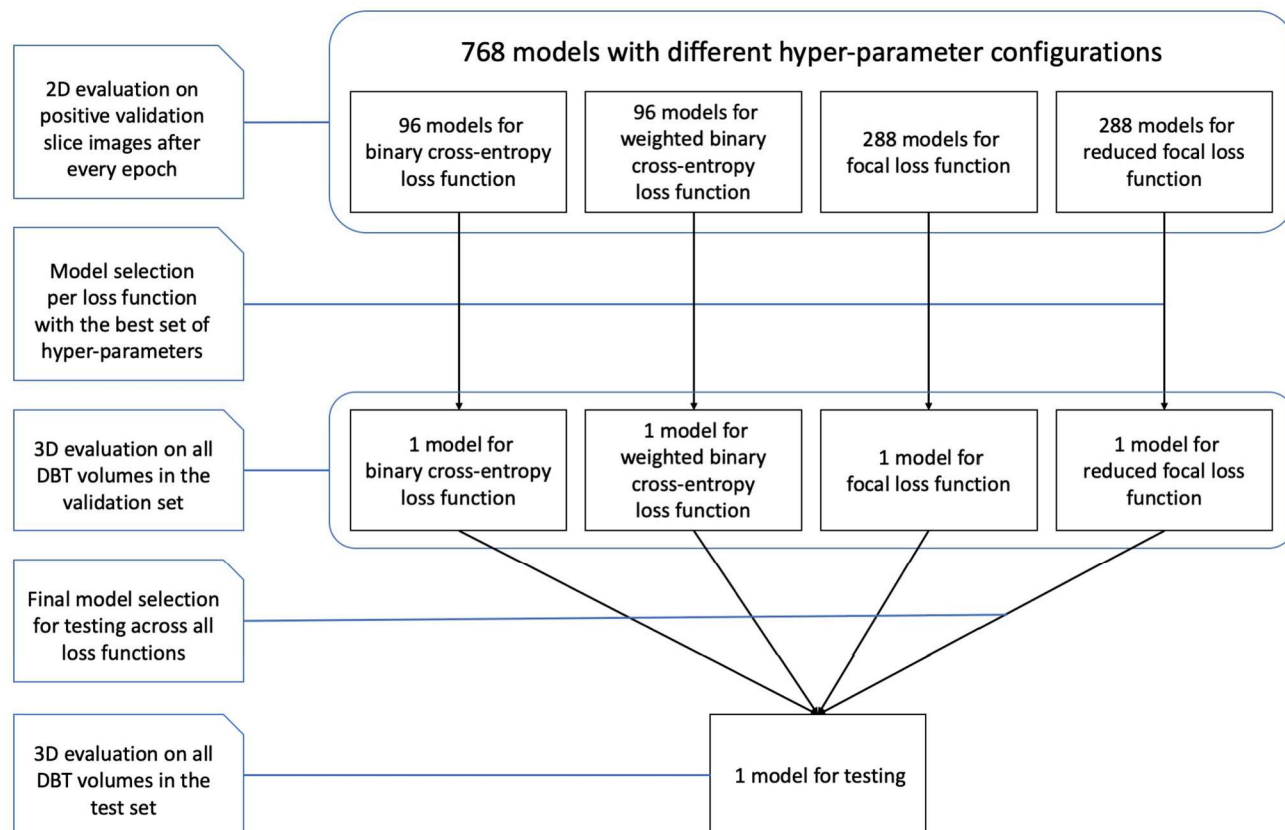 768 models with different hyper-parameter configurations
2D evaluation on
positive validation
slice images after
every epoch
96 models for
binary cross-entropy
loss function
96 models for
weighted binary
cross-entropy
loss function
288 models for
focal loss function
288 models for
reduced focal loss
function
Model selection
per loss function
with the best set of
hyper-parameters
3D evaluation on all
DBT volumes in the
validation set
1 model for
binary cross-entropy
loss function
1 model for
weighted binary
cross-entropy
loss function
1 model for
focal loss function
1 model for
reduced focal loss
function
Final model selection
for testing across all
loss functions
3D evaluation on all
DBT volumes in the
test set
1 model for testing